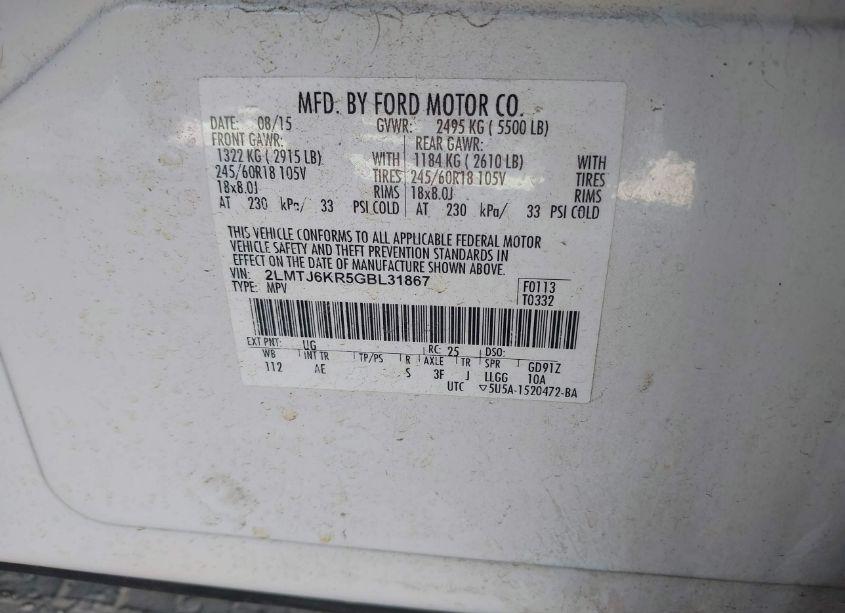 MFD. BY FORD MOTOR CO.
DATE: 08/15 GVWR: 2495 KG ( 5500 LB)
FRONT GAWR: REAR GAWR:
1322 KG ( 2915 LB) WITH 1184 KG ( 2610 LB) WITH
245/60R18 105V TIRES 245/60R18 105V TIRES
18x8.0J RIMS 18x8.0J RIMS
AT 230 kPa/ 33 PSI COLD AT 230 kPa/ 33 PSI COLD
THIS VEHICLE CONFORMS TO ALL APPLICABLE FEDERAL MOTOR
VEHICLE SAFETY AND THEFT PREVENTION STANDARDS IN
EFFECT ON THE DATE OF MANUFACTURE SHOWN ABOVE.
VIN: 2LMTJ6KR5GBL31867 F0113
TYPE: MPV T0332
EXT PNT: UG RC: 25 DSO:
WB INT TR TP/PS R AXLE TR SPR GD91Z
112 AE S 3F J LLGG 10A
UTC ▽5U5A-1520472-BA